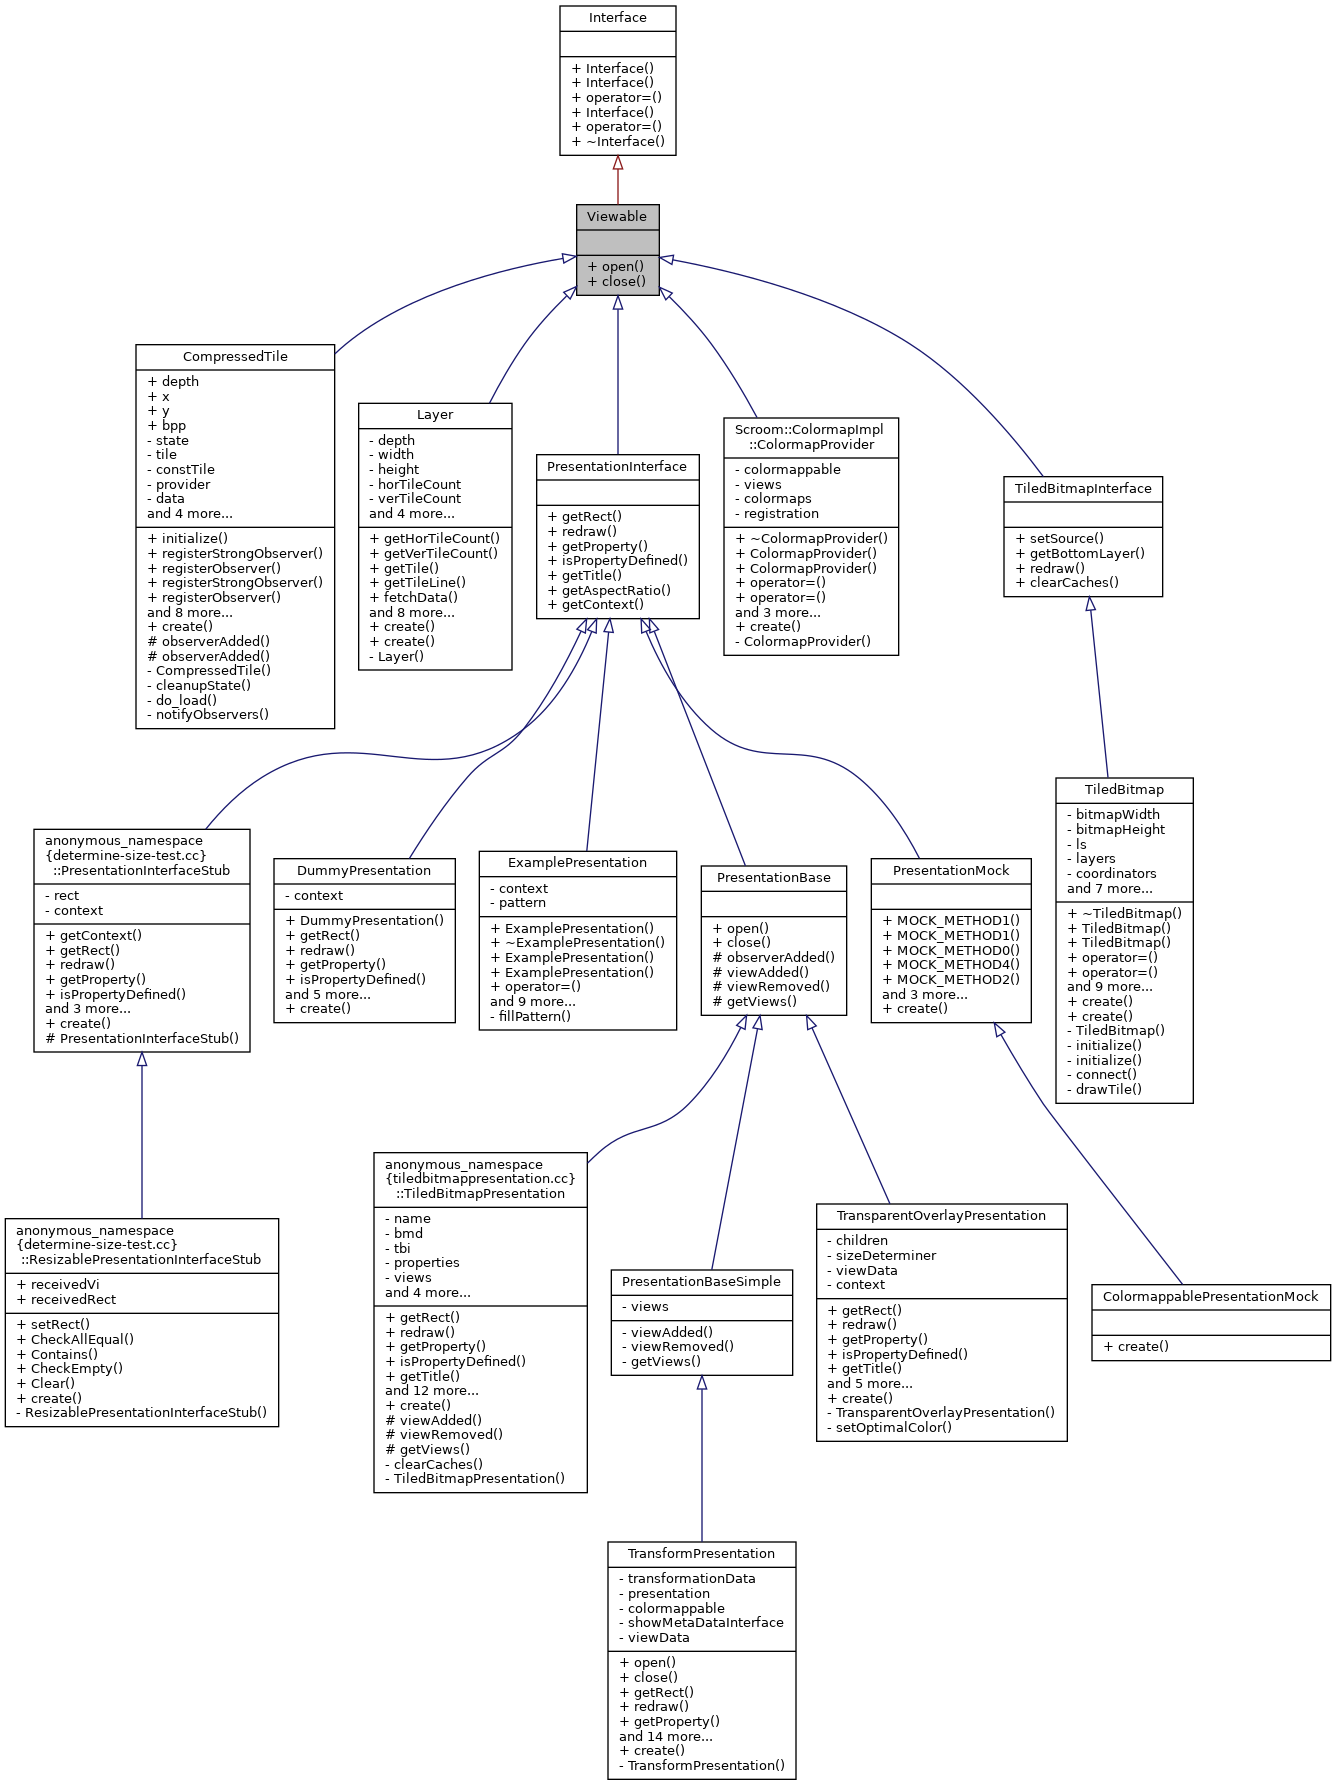 Interface
+ Interface()
+ Interface()
+ operator=()
+ Interface()
+ operator=()
+ ~Interface()
Viewable
+ open()
+ close()
CompressedTile
+ depth
+ x
+ y
+ bpp
- state
- tile
- constTile
- provider
- data
and 4 more...
+ initialize()
+ registerStrongObserver()
+ registerObserver()
+ registerStrongObserver()
+ registerObserver()
and 8 more...
+ create()
# observerAdded()
# observerAdded()
- CompressedTile()
- cleanupState()
- do_load()
- notifyObservers()
Layer
- depth
- width
- height
- horTileCount
- verTileCount
and 4 more...
+ getHorTileCount()
+ getVerTileCount()
+ getTile()
+ getTileLine()
+ fetchData()
and 8 more...
+ create()
+ create()
- Layer()
PresentationInterface
+ getRect()
+ redraw()
+ getProperty()
+ isPropertyDefined()
+ getTitle()
+ getAspectRatio()
+ getContext()
Scroom::ColormapImpl
::ColormapProvider
- colormappable
- views
- colormaps
- registration
+ ~ColormapProvider()
+ ColormapProvider()
+ ColormapProvider()
+ operator=()
+ operator=()
and 3 more...
+ create()
- ColormapProvider()
TiledBitmapInterface
+ setSource()
+ getBottomLayer()
+ redraw()
+ clearCaches()
anonymous_namespace
{determine-size-test.cc}
::PresentationInterfaceStub
- rect
- context
+ getContext()
+ getRect()
+ redraw()
+ getProperty()
+ isPropertyDefined()
and 3 more...
+ create()
# PresentationInterfaceStub()
DummyPresentation
- context
+ DummyPresentation()
+ getRect()
+ redraw()
+ getProperty()
+ isPropertyDefined()
and 5 more...
+ create()
ExamplePresentation
- context
- pattern
+ ExamplePresentation()
+ ~ExamplePresentation()
+ ExamplePresentation()
+ ExamplePresentation()
+ operator=()
and 9 more...
- fillPattern()
PresentationBase
+ open()
+ close()
# observerAdded()
# viewAdded()
# viewRemoved()
# getViews()
PresentationMock
+ MOCK_METHOD1()
+ MOCK_METHOD1()
+ MOCK_METHOD0()
+ MOCK_METHOD4()
+ MOCK_METHOD2()
and 3 more...
+ create()
TiledBitmap
- bitmapWidth
- bitmapHeight
- ls
- layers
- coordinators
and 7 more...
+ ~TiledBitmap()
+ TiledBitmap()
+ TiledBitmap()
+ operator=()
+ operator=()
and 9 more...
+ create()
+ create()
- TiledBitmap()
- initialize()
- initialize()
- connect()
- drawTile()
anonymous_namespace
{determine-size-test.cc}
::ResizablePresentationInterfaceStub
+ receivedVi
+ receivedRect
+ setRect()
+ CheckAllEqual()
+ Contains()
+ CheckEmpty()
+ Clear()
+ create()
- ResizablePresentationInterfaceStub()
anonymous_namespace
{tiledbitmappresentation.cc}
::TiledBitmapPresentation
- name
- bmd
- tbi
- properties
- views
and 4 more...
+ getRect()
+ redraw()
+ getProperty()
+ isPropertyDefined()
+ getTitle()
and 12 more...
+ create()
# viewAdded()
# viewRemoved()
# getViews()
- clearCaches()
- TiledBitmapPresentation()
PresentationBaseSimple
- views
- viewAdded()
- viewRemoved()
- getViews()
TransparentOverlayPresentation
- children
- sizeDeterminer
- viewData
- context
+ getRect()
+ redraw()
+ getProperty()
+ isPropertyDefined()
+ getTitle()
and 5 more...
+ create()
- TransparentOverlayPresentation()
- setOptimalColor()
ColormappablePresentationMock
+ create()
TransformPresentation
- transformationData
- presentation
- colormappable
- showMetaDataInterface
- viewData
+ open()
+ close()
+ getRect()
+ redraw()
+ getProperty()
and 14 more...
+ create()
- TransformPresentation()